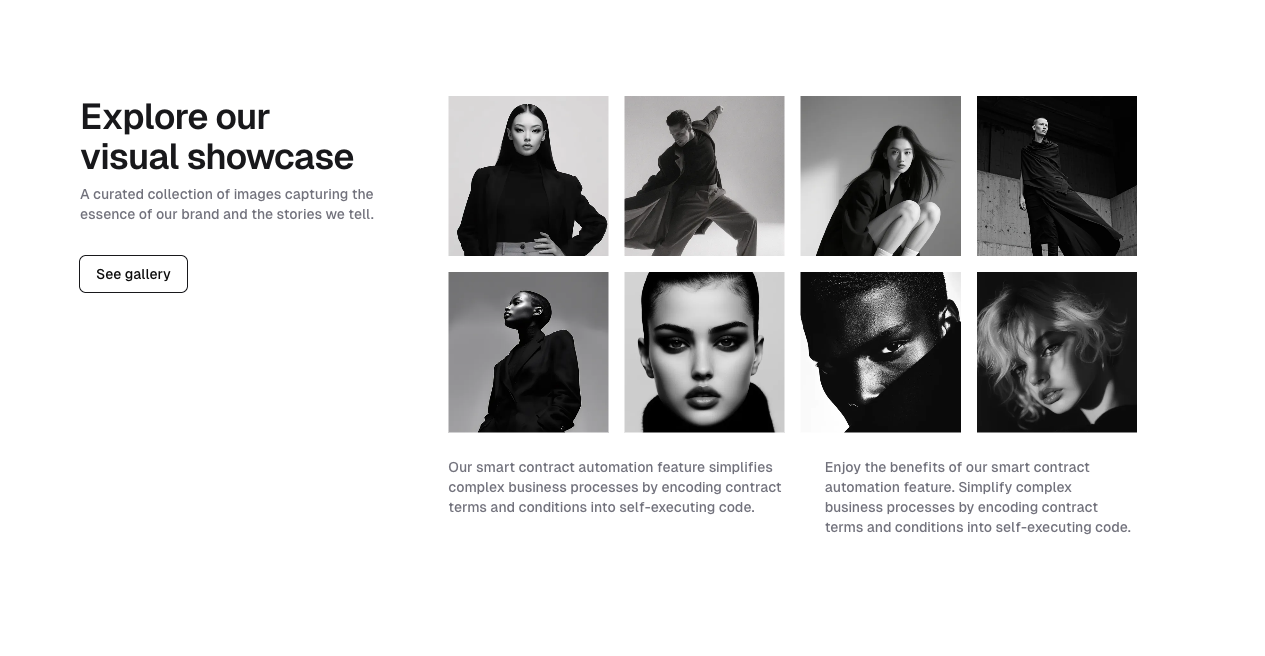 Explore our
visual showcase
A curated collection of images capturing the
essence of our brand and the stories we tell.
See gallery
Our smart contract automation feature simplifies
complex business processes by encoding contract
terms and conditions into self-executing code.
Enjoy the benefits of our smart contract
automation feature. Simplify complex
business processes by encoding contract
terms and conditions into self-executing code.